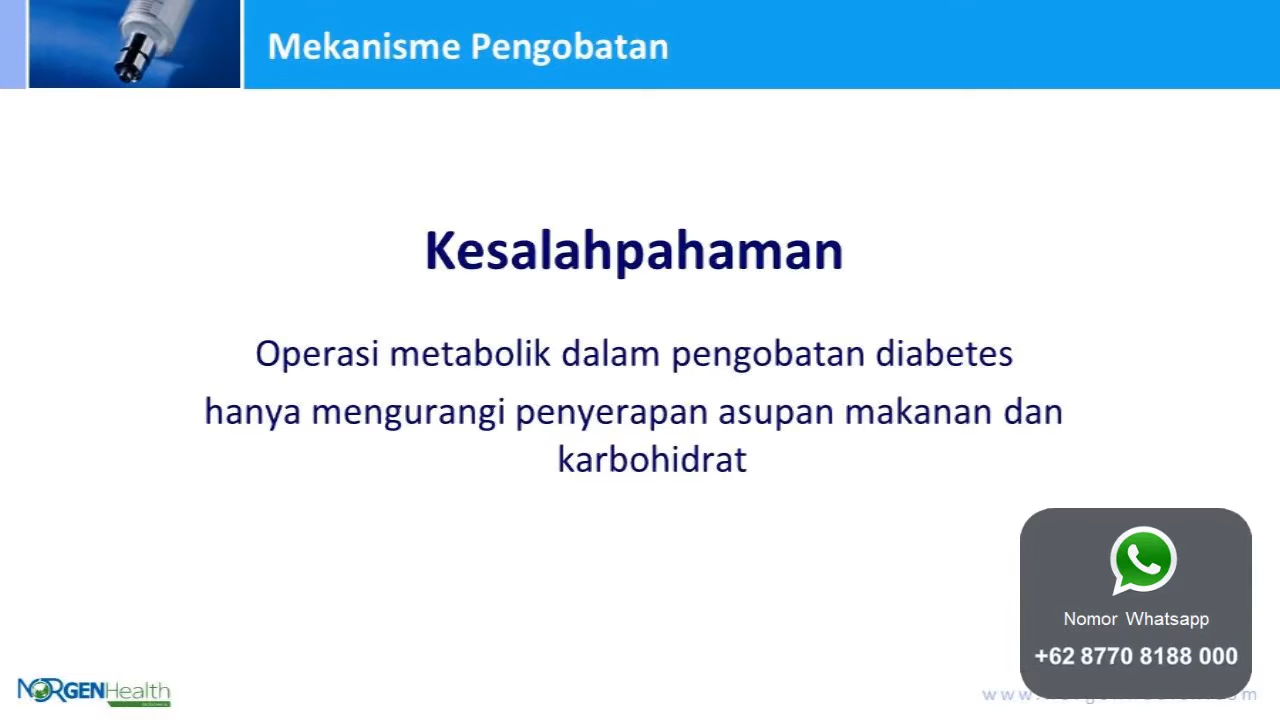 Mekanisme Pengobatan
Kesalahpahaman
Operasi metabolik dalam pengobatan diabetes
hanya mengurangi penyerapan asupan makanan dan
karbohidrat
Nomor Whatsapp
+62 8770 8188 000
NORGENHealth